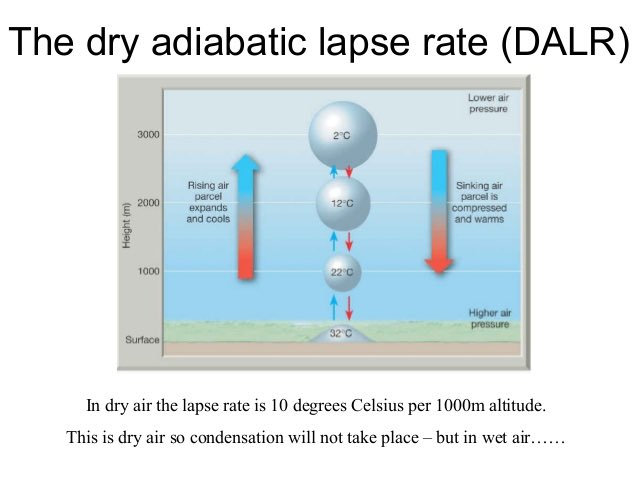 The dry adiabatic lapse rate (DALR)
Lower air
pressure
3000
2°C
Rising air
parcel
expands
and cools
Sinking air
parcel is
compressed
and warms
2000
12°C
Height (m)
1000
22°C
Higher air
pressure
Surface
32°C
In dry air the lapse rate is 10 degrees Celsius per 1000m altitude.
This is dry air so condensation will not take place – but in wet air……